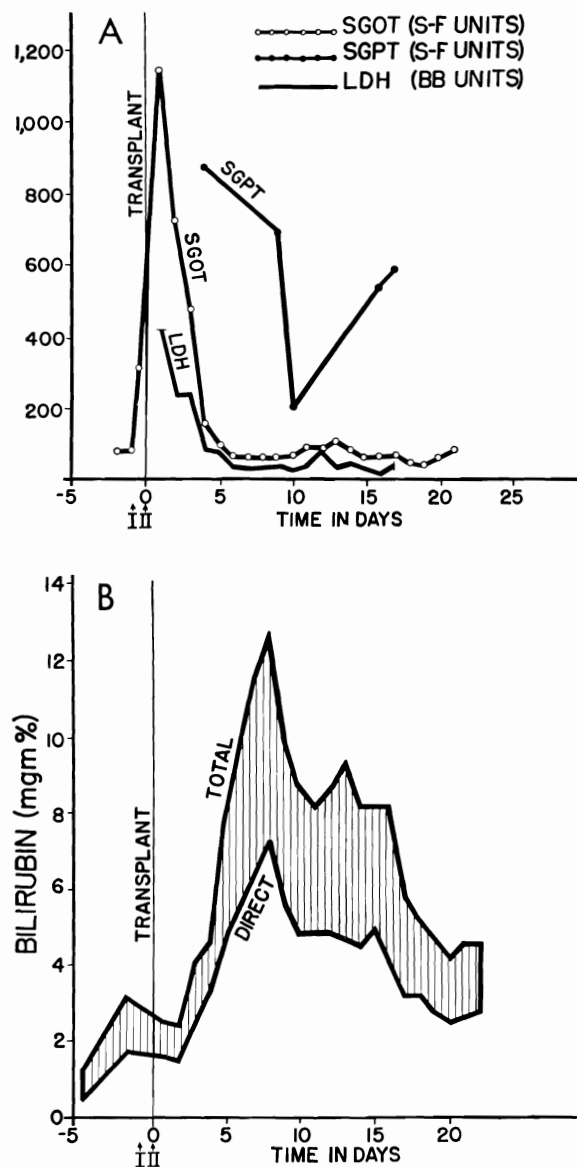 A
SGOT (S-F UNITS)
SGPT (S-F UNITS)
LDH (BB UNITS)
1,200
1,000
800
600
400
200
TRANSPLANT
SGPT
SGOT
LDH
-5 0 5 10 15 20 25
I II
TIME IN DAYS
B
14
12
10
8
6
4
2
0
BILIRUBIN (mgm %)
TRANSPLANT
TOTAL
DIRECT
-5 0 5 10 15 20
I II
TIME IN DAYS